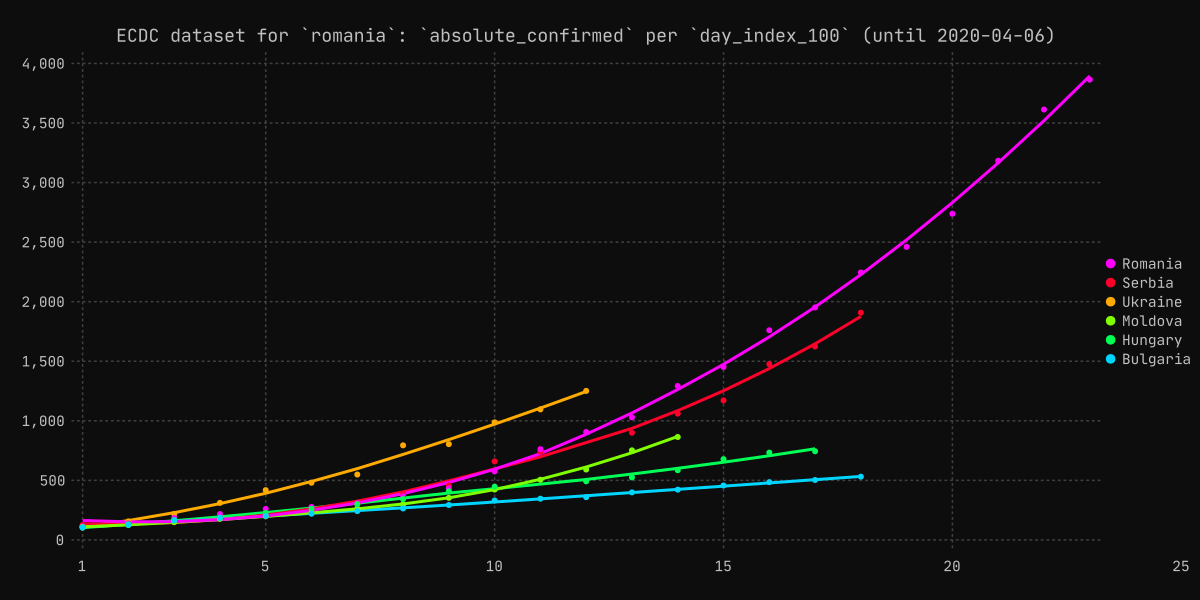 ECDC dataset for `romania`: `absolute_confirmed` per `day_index_100` (until 2020-04-06)
4,000
3,500
3,000
2,500
2,000
1,500
1,000
500
0
1 5 10 15 20 25
Romania
Serbia
Ukraine
Moldova
Hungary
Bulgaria